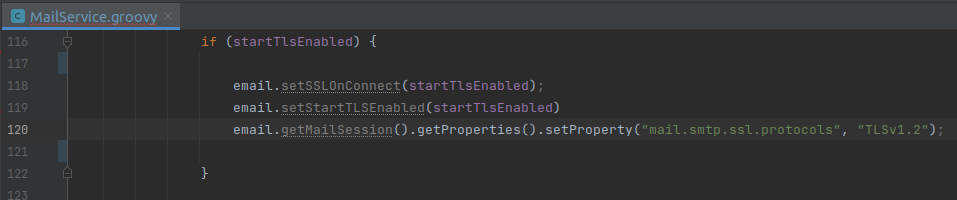 MailService.groovy
116 if (startTlsEnabled) {
117
118 email.setSSLOnConnect(startTlsEnabled);
119 email.setStartTLSEnabled(startTlsEnabled)
120 email.getMailSession().getProperties().setProperty("mail.smtp.ssl.protocols", "TLSv1.2");
121
122 }
123